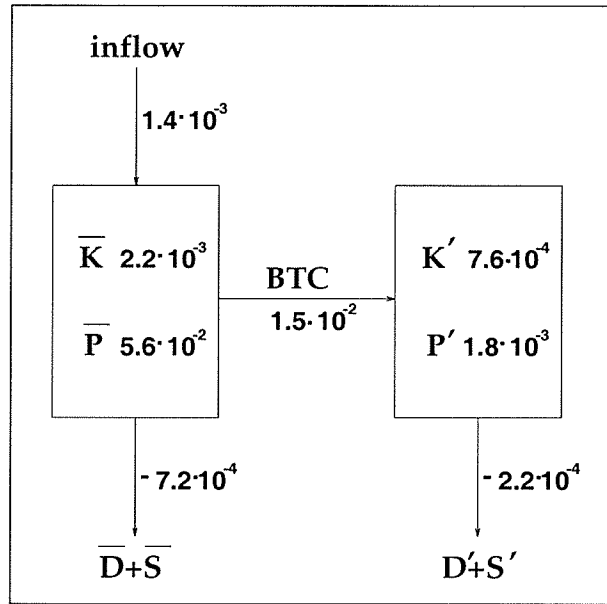 inflow
1.4·10⁻³
K̅ 2.2·10⁻³
K′ 7.6·10⁻⁴
BTC
1.5·10⁻²
P̅ 5.6·10⁻²
P′ 1.8·10⁻³
- 7.2·10⁻⁴
- 2.2·10⁻⁴
D̅+S̅
D′+S′